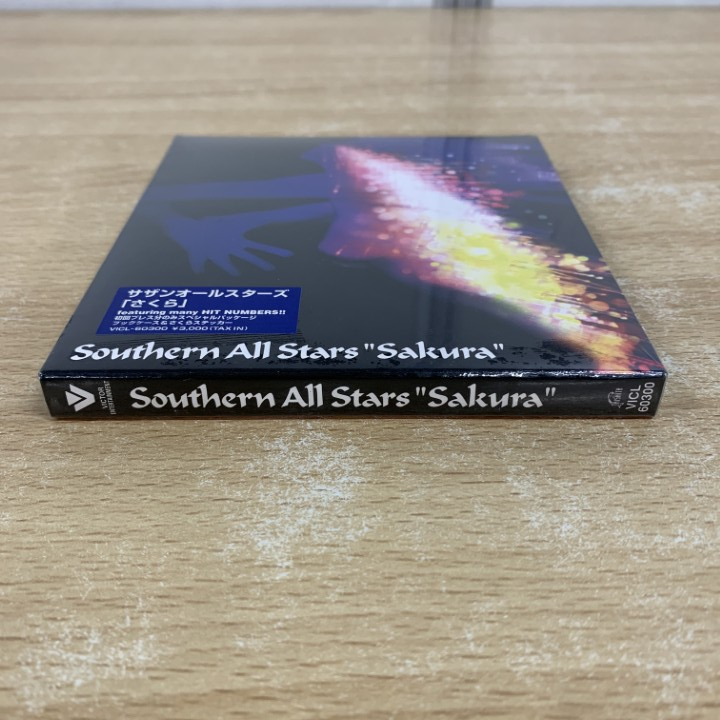 サザンオールスターズ
「さくら」
featuring many HIT NUMBERS!!
初回プレス分のみスペシャルパッケージ
ブックケース&さくらステッカー
VICL-60300 ¥3,000(TAX IN)
Southern All Stars "Sakura"
VICTOR
ENTERTAINMENT
Southern All Stars "Sakura"
VICL
60300